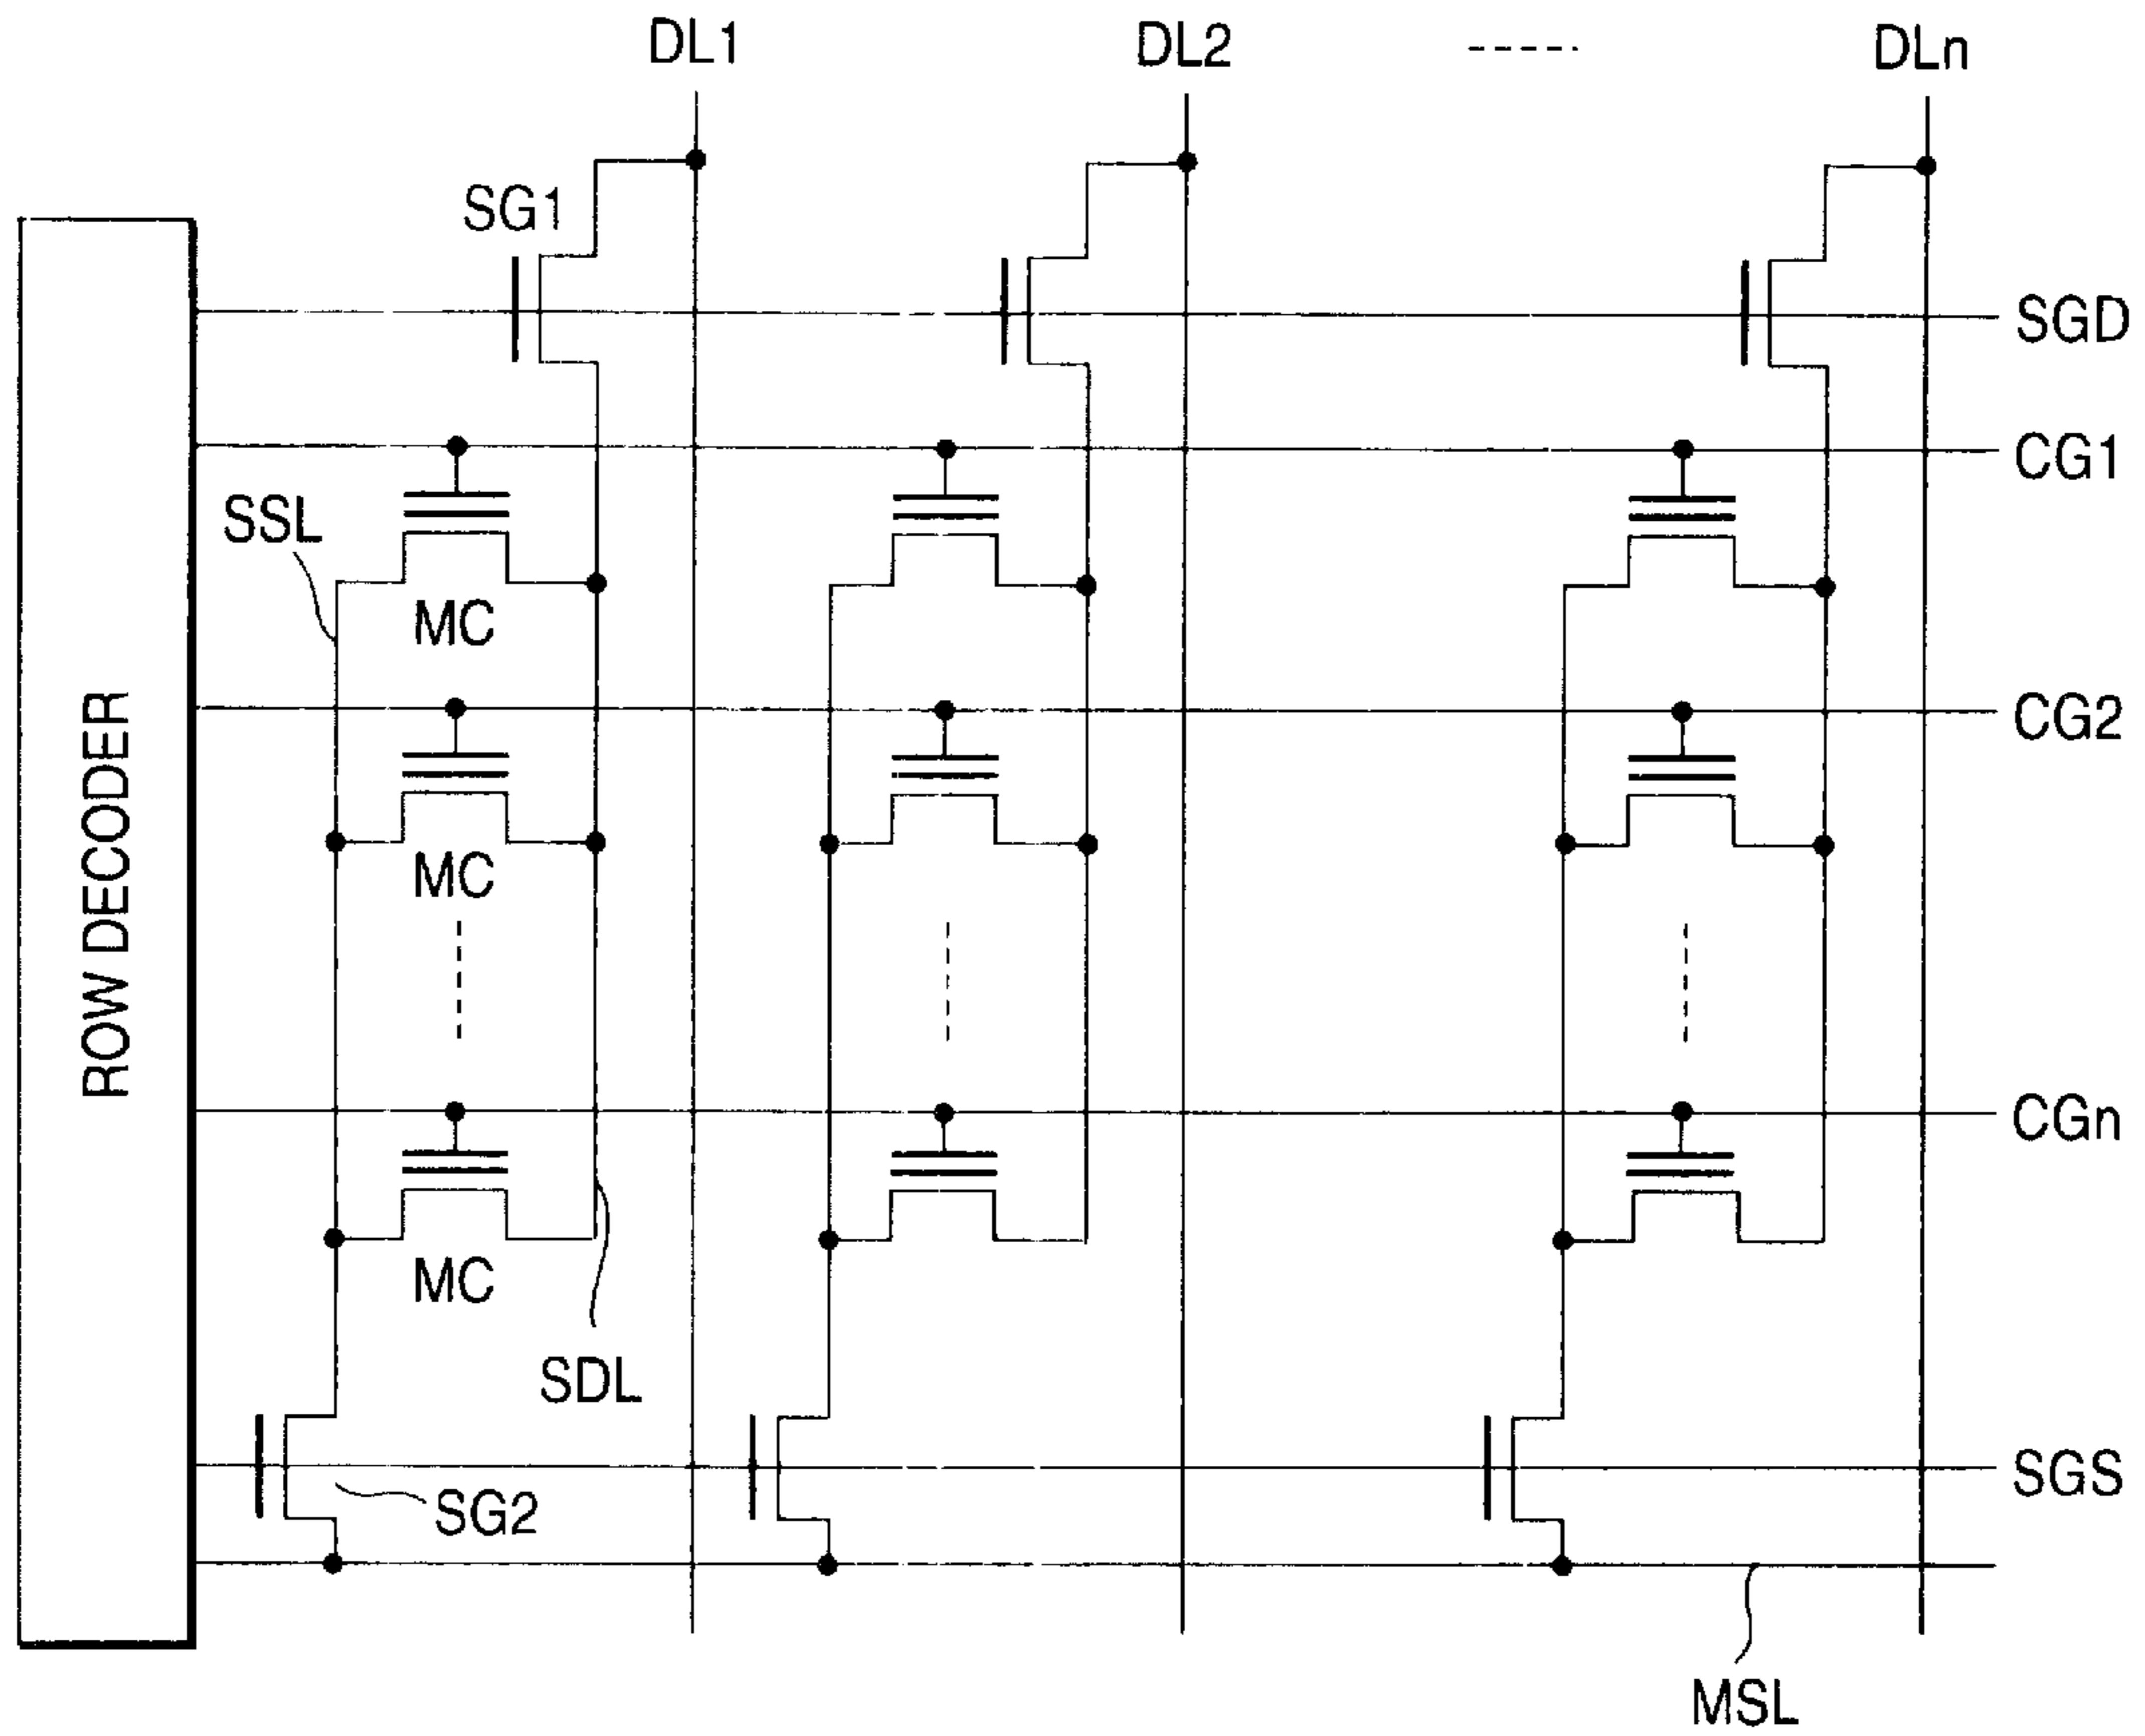 DL1
DL2
DLn
SG1
SGD
CG1
SSL
MC
CG2
ROW DECODER
MC
CGn
MC
SDL
SGS
SG2
MSL